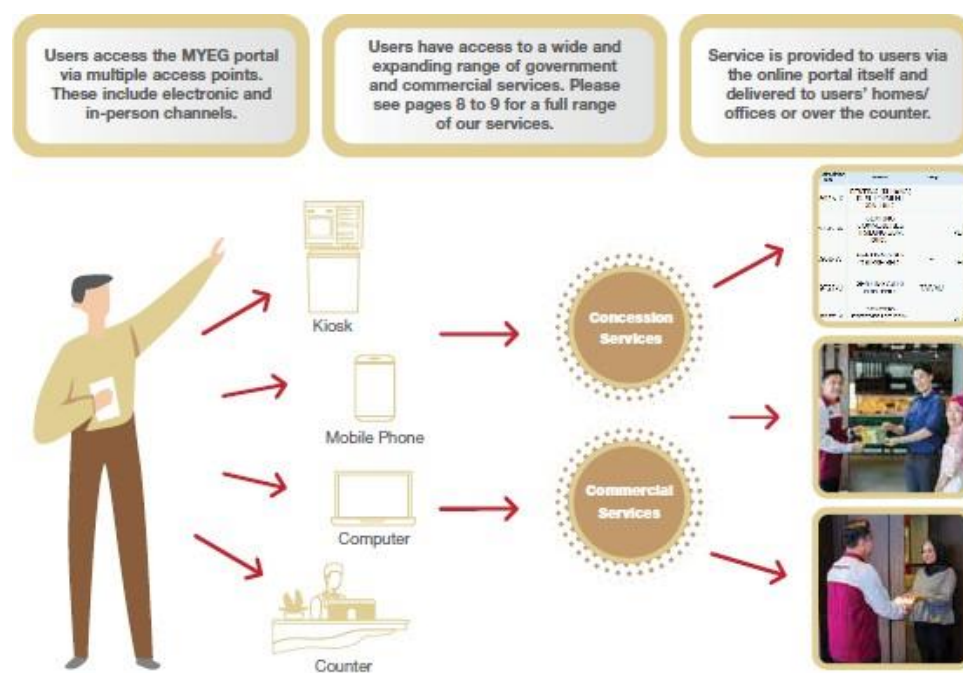 Users access the MYEG portal
via multiple access points.
These include electronic and
in-person channels.
Users have access to a wide and
expanding range of government
and commercial services. Please
see pages 8 to 9 for a full range
of our services.
Service is provided to users via
the online portal itself and
delivered to users' homes/
offices or over the counter.
Kiosk
Mobile Phone
Computer
Counter
Concession
Services
Commercial
Services